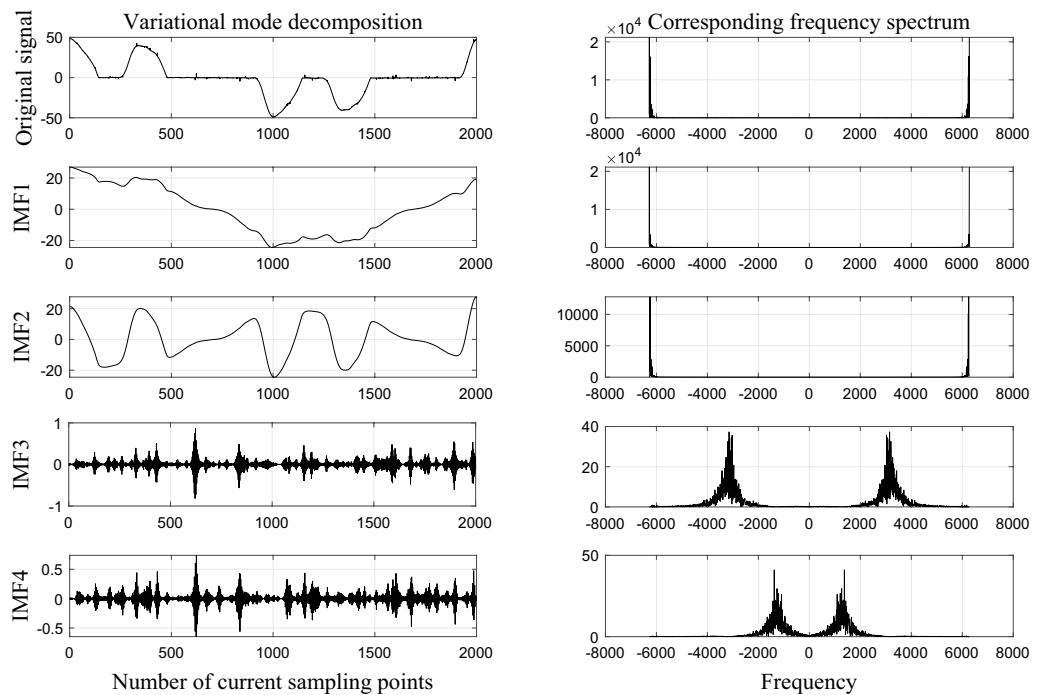 Variational mode decomposition
Corresponding frequency spectrum
Original signal
50
0
-50
0 500 1000 1500 2000
×10⁴
2
1
0
-8000 -6000 -4000 -2000 0 2000 4000 6000 8000
IMF1
20
0
-20
0 500 1000 1500 2000
×10⁴
2
1
0
-8000 -6000 -4000 -2000 0 2000 4000 6000 8000
IMF2
20
0
-20
0 500 1000 1500 2000
10000
5000
0
-8000 -6000 -4000 -2000 0 2000 4000 6000 8000
IMF3
1
0
-1
0 500 1000 1500 2000
40
20
0
-8000 -6000 -4000 -2000 0 2000 4000 6000 8000
IMF4
0.5
0
-0.5
0 500 1000 1500 2000
50
0
-8000 -6000 -4000 -2000 0 2000 4000 6000 8000
Number of current sampling points
Frequency